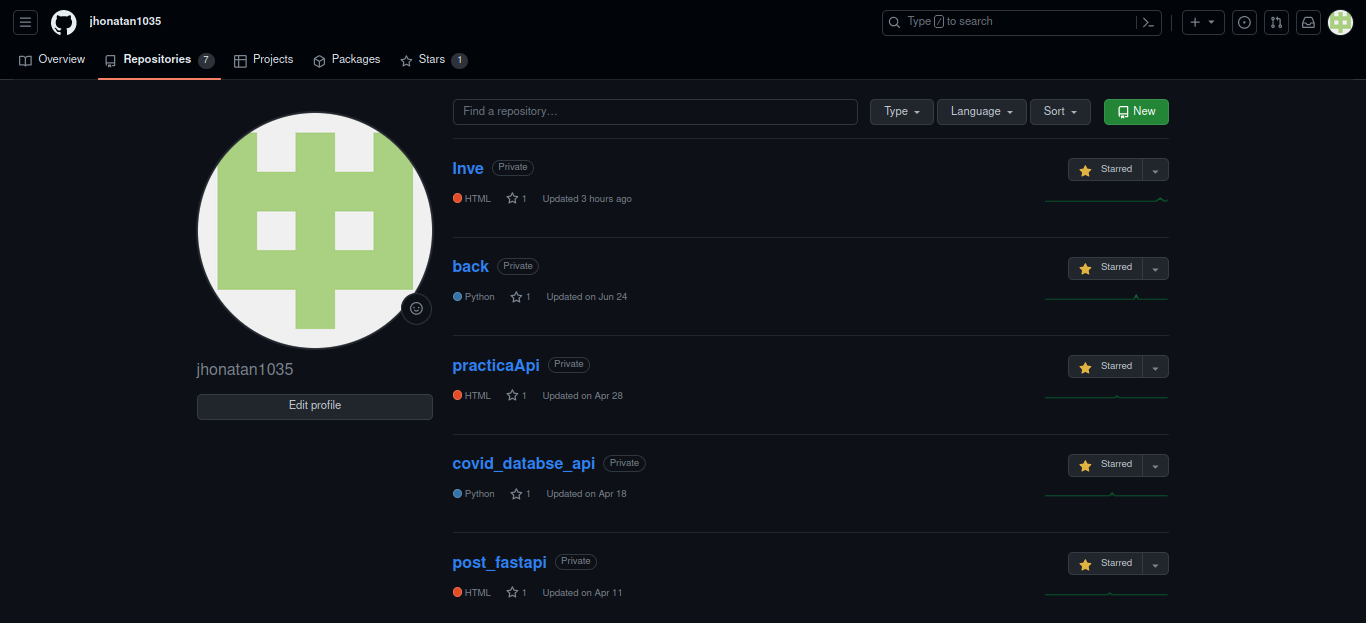 jhonatan1035
Type / to search
Overview Repositories 7 Projects Packages Stars 1
Find a repository…
Type Language Sort New
Inve Private Starred
HTML 1 Updated 3 hours ago
back Private Starred
Python 1 Updated on Jun 24
jhonatan1035
Edit profile
practicaApi Private Starred
HTML 1 Updated on Apr 28
covid_databse_api Private Starred
Python 1 Updated on Apr 18
post_fastapi Private Starred
HTML 1 Updated on Apr 11